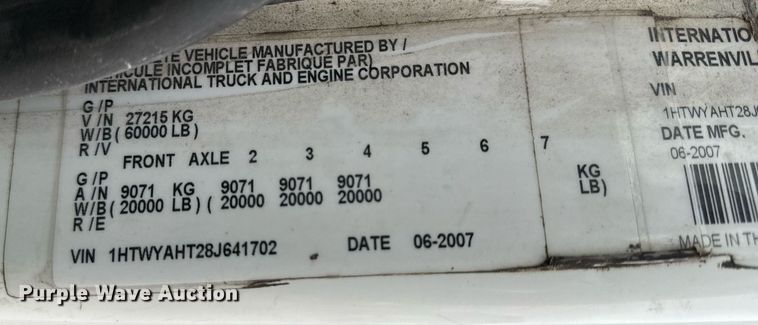 VEHICLE MANUFACTURED BY /
INCOMPLET FABRIQUE PAR)
INTERNATIONAL TRUCK AND ENGINE CORPORATION
G /P
V /N 27215 KG
W/B ( 60000 LB)
R /V
FRONT AXLE 2 3 4 5 6 7
G /P
A /N 9071 KG 9071 9071 9071 KG
W/B ( 20000 LB) ( 20000 20000 20000 LB)
R /E
VIN 1HTWYAHT28J641702 DATE 06-2007
INTERNATIO
WARRENVIL
VIN
1HTWYAHT28J6
DATE MFG.
06-2007
MADE IN TH
Purple Wave Auction